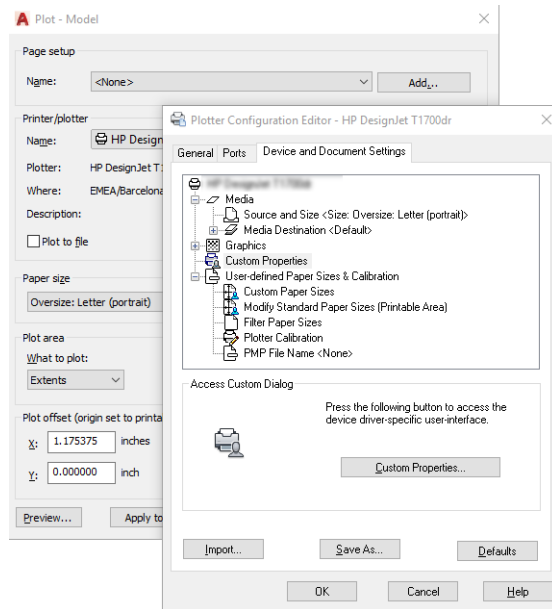 Plot - Model
Page setup
Name: <None> Add...
Printer/plotter
Name: HP Design
Plotter: HP DesignJet T1
Where: EMEA/Barcelona
Description:
Plot to file
Paper size
Oversize: Letter (portrait)
Plot area
What to plot:
Extents
Plot offset (origin set to printa
X: 1.175375 inches
Y: 0.000000 inch
Preview... Apply to
Plotter Configuration Editor - HP DesignJet T1700dr
General Ports Device and Document Settings
Media
Source and Size <Size: Oversize: Letter (portrait)>
Media Destination <Default>
Graphics
Custom Properties
User-defined Paper Sizes & Calibration
Custom Paper Sizes
Modify Standard Paper Sizes (Printable Area)
Filter Paper Sizes
Plotter Calibration
PMP File Name <None>
Access Custom Dialog
Press the following button to access the
device driver-specific user-interface.
Custom Properties...
Import... Save As... Defaults
OK Cancel Help